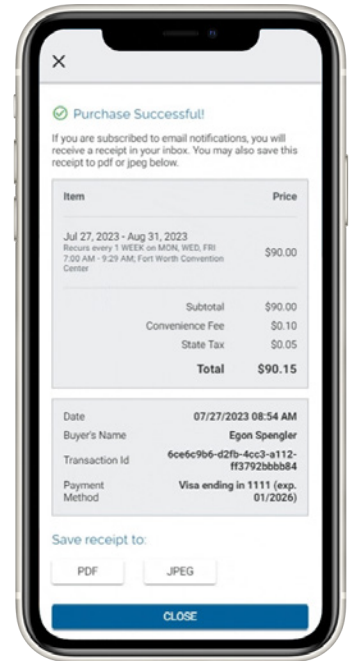 Purchase Successful!
If you are subscribed to email notifications, you will
receive a receipt in your inbox. You may also save this
receipt to pdf or jpeg below.
Item Price
Jul 27, 2023 - Aug 31, 2023
Recurs every 1 WEEK on MON, WED, FRI
7:00 AM - 9:29 AM; Fort Worth Convention
Center
$90.00
Subtotal $90.00
Convenience Fee $0.10
State Tax $0.05
Total $90.15
Date 07/27/2023 08:54 AM
Buyer's Name Egon Spengler
Transaction Id 6ce6c9b6-d2fb-4cc3-a112-
ff3792bbbb84
Payment Visa ending in 1111 (exp.
Method 01/2026)
Save receipt to:
PDF JPEG
CLOSE